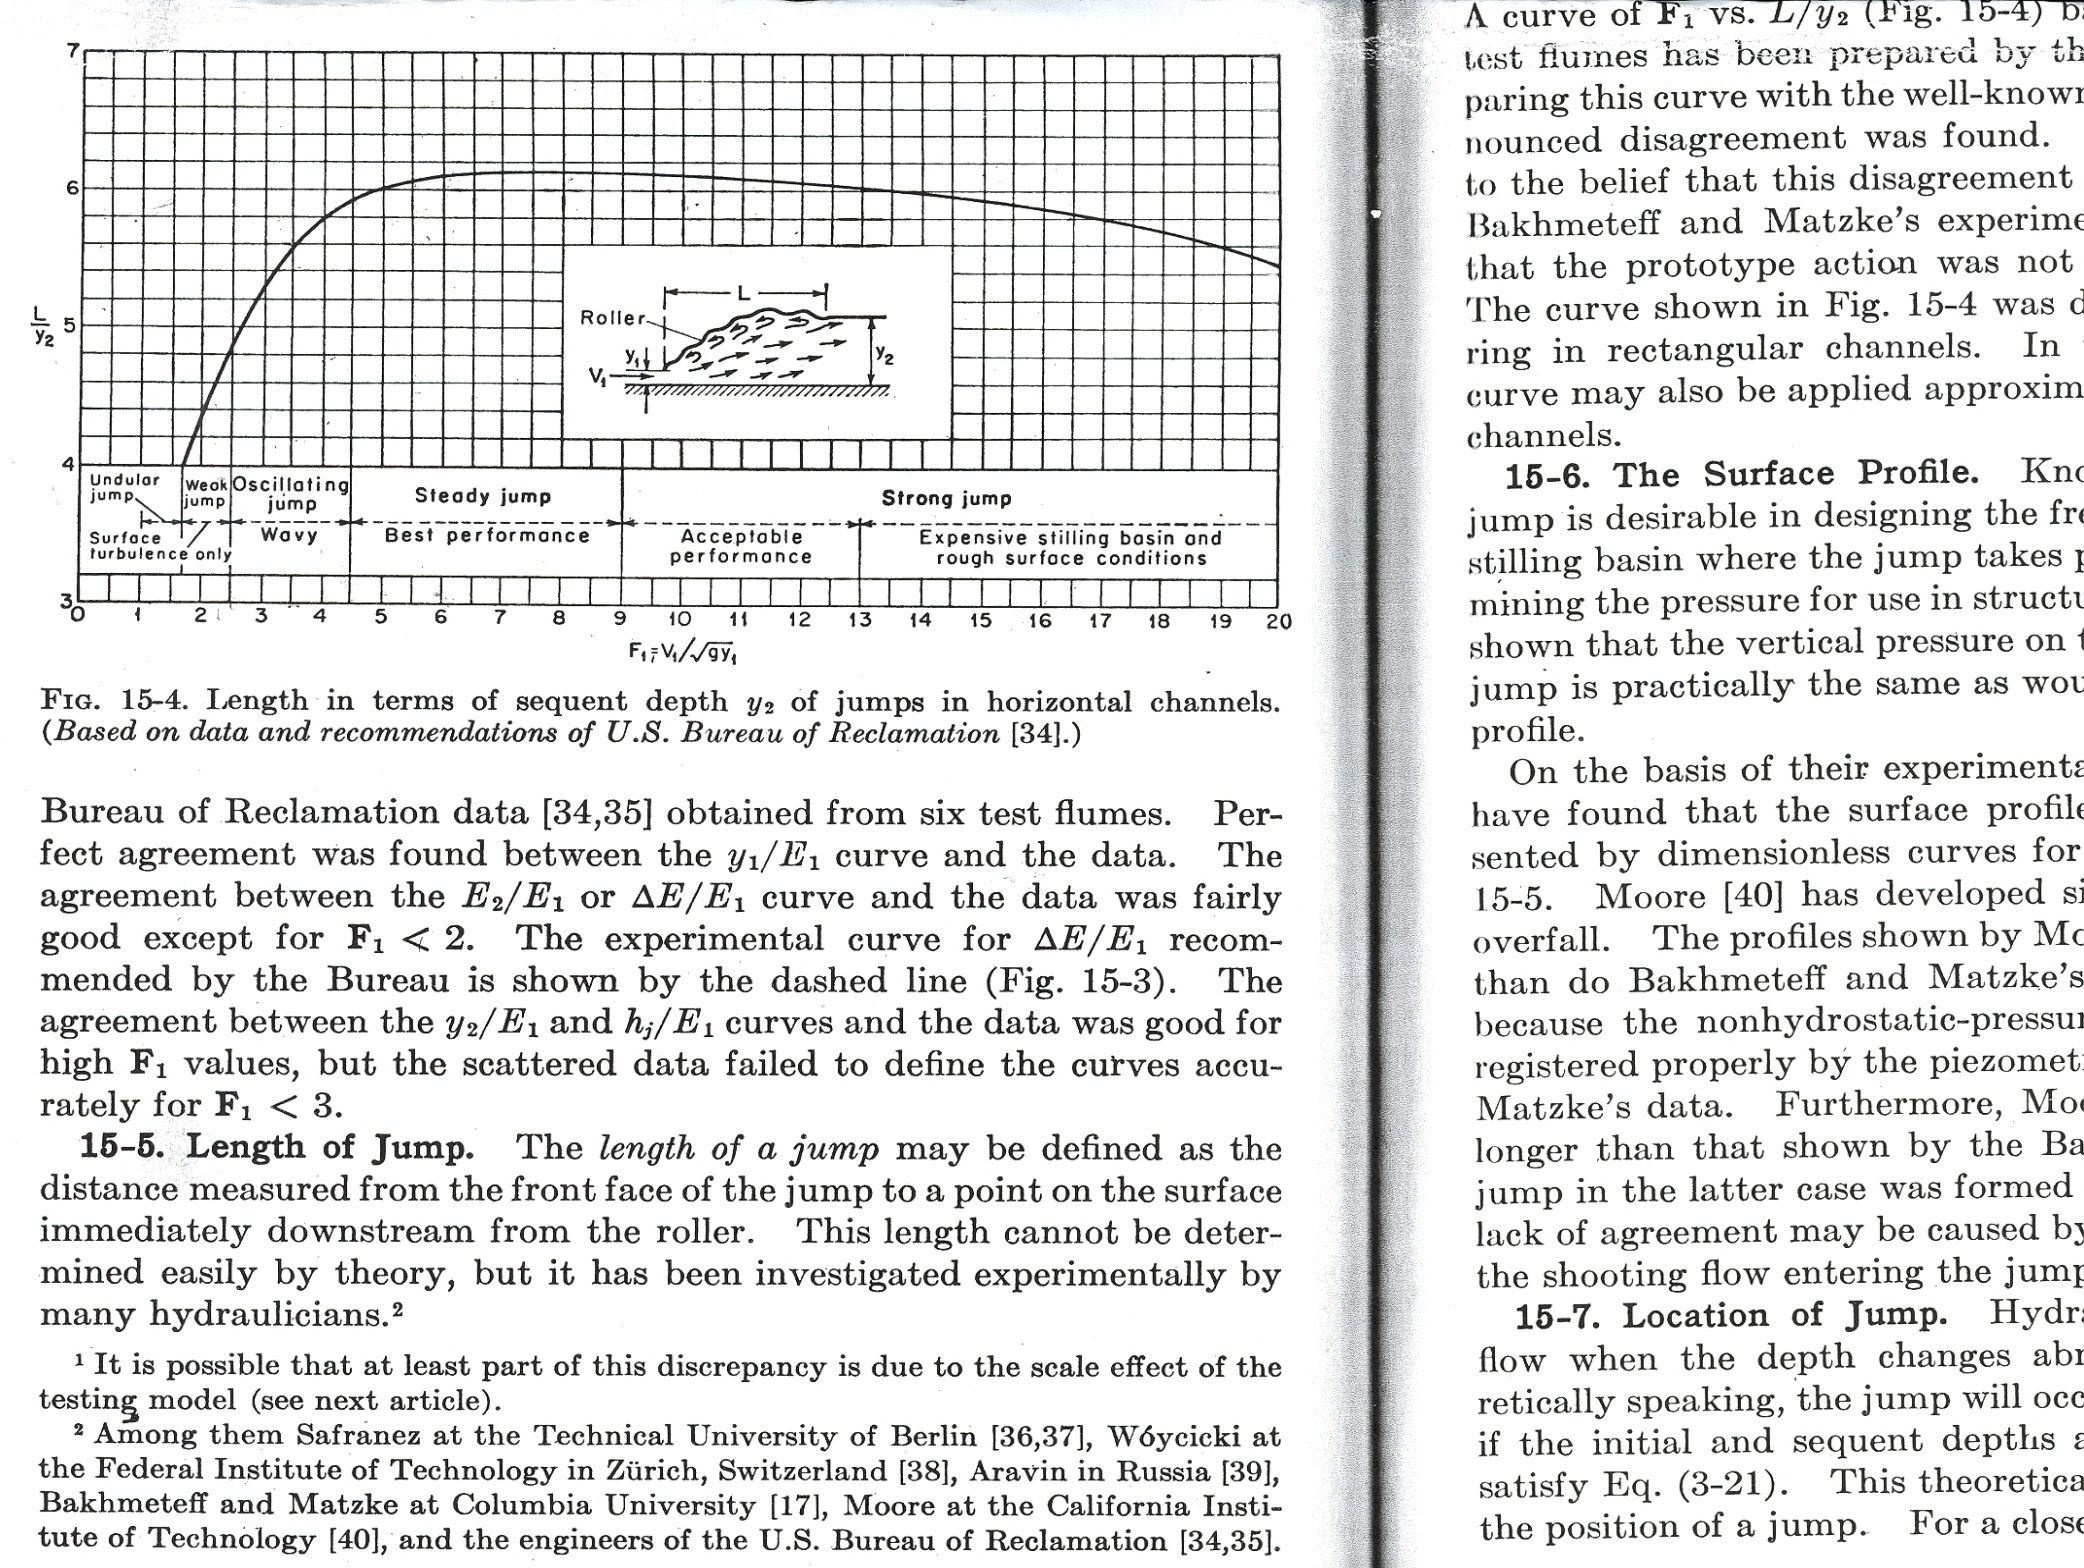 7
6
L/y₂ 5
4
3
Roller
L
y₁
V₁
y₂
Undular jump
Weak jump
Oscillating jump
Steady jump
Strong jump
Surface turbulence only
Wavy
Best performance
Acceptable performance
Expensive stilling basin and rough surface conditions
0 1 2 3 4 5 6 7 8 9 10 11 12 13 14 15 16 17 18 19 20
F₁ = V₁/√gy₁
FIG. 15-4. Length in terms of sequent depth y₂ of jumps in horizontal channels.
(Based on data and recommendations of U.S. Bureau of Reclamation [34].)
Bureau of Reclamation data [34,35] obtained from six test flumes. Per-
fect agreement was found between the y₁/E₁ curve and the data. The
agreement between the E₂/E₁ or ΔE/E₁ curve and the data was fairly
good except for F₁ < 2. The experimental curve for ΔE/E₁ recom-
mended by the Bureau is shown by the dashed line (Fig. 15-3). The
agreement between the y₂/E₁ and hⱼ/E₁ curves and the data was good for
high F₁ values, but the scattered data failed to define the curves accu-
rately for F₁ < 3.
15-5. Length of Jump. The length of a jump may be defined as the
distance measured from the front face of the jump to a point on the surface
immediately downstream from the roller. This length cannot be deter-
mined easily by theory, but it has been investigated experimentally by
many hydraulicians.²
¹ It is possible that at least part of this discrepancy is due to the scale effect of the
testing model (see next article).
² Among them Safranez at the Technical University of Berlin [36,37], Wóycicki at
the Federal Institute of Technology in Zürich, Switzerland [38], Aravin in Russia [39],
Bakhmeteff and Matzke at Columbia University [17], Moore at the California Insti-
tute of Technology [40], and the engineers of the U.S. Bureau of Reclamation [34,35].
A curve of F₁ vs. L/y₂ (Fig. 15-4)
test flumes has been prepared by
paring this curve with the well-known
nounced disagreement was found.
to the belief that this disagreement
Bakhmeteff and Matzke's
that the prototype action was not
The curve shown in Fig. 15-4 was
ring in rectangular channels. In
curve may also be applied
channels.
15-6. The Surface Profile.
jump is desirable in designing the
stilling basin where the jump takes
mining the pressure for use in
shown that the vertical pressure on
jump is practically the same as
profile.
On the basis of their
have found that the surface
sented by dimensionless curves for
15-5. Moore [40] has developed
overfall. The profiles shown by
than do Bakhmeteff and Matzke's
because the
registered properly by the
Matzke's data. Furthermore,
longer than that shown by the
jump in the latter case was formed
lack of agreement may be caused by
the shooting flow entering the jump
15-7. Location of Jump.
flow when the depth changes
retically speaking, the jump will
if the initial and sequent depths
satisfy Eq. (3-21). This
the position of a jump. For a